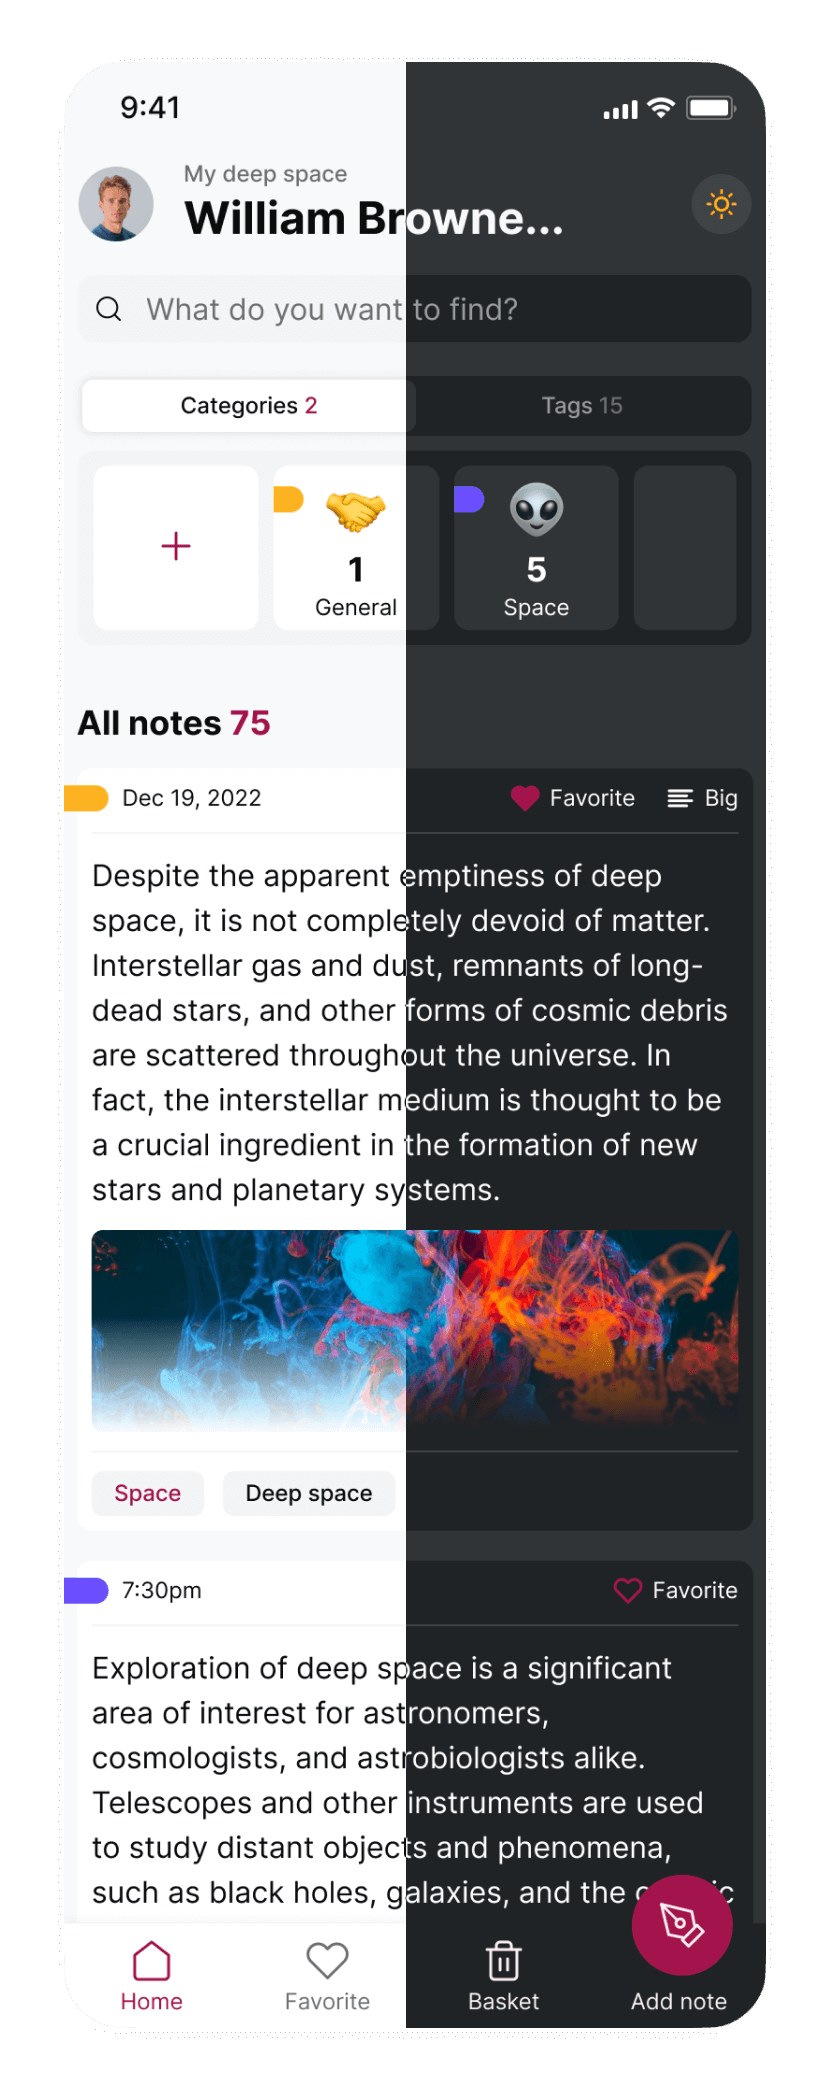 9:41
My deep space
William Browne...
What do you want to find?
Categories 2
Tags 15
1
General
5
Space
All notes 75
Dec 19, 2022
Favorite
Big
Despite the apparent emptiness of deep
space, it is not completely devoid of matter.
Interstellar gas and dust, remnants of long-
dead stars, and other forms of cosmic debris
are scattered throughout the universe. In
fact, the interstellar medium is thought to be
a crucial ingredient in the formation of new
stars and planetary systems.
Space
Deep space
7:30pm
Favorite
Exploration of deep space is a significant
area of interest for astronomers,
cosmologists, and astrobiologists alike.
Telescopes and other instruments are used
to study distant objects and phenomena,
such as black holes, galaxies, and the
Home
Favorite
Basket
Add note